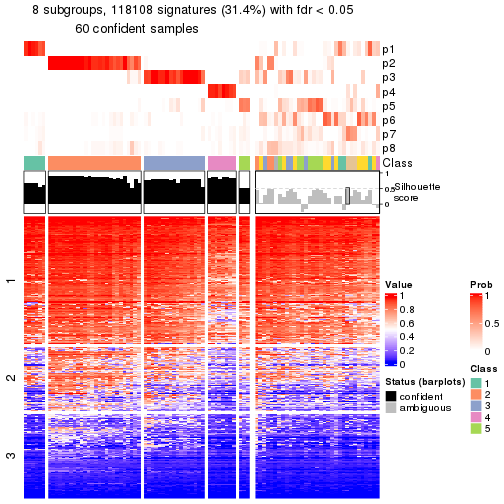 8 subgroups, 118108 signatures (31.4%) with fdr < 0.05
60 confident samples
p1
p2
p3
p4
p5
p6
p7
p8
Class
1
0.5
0
Silhouette
score
1
2
3
Value
1
0.8
0.6
0.4
0.2
0
Prob
1
0.5
0
Status (barplots)
confident
ambiguous
Class
1
2
3
4
5